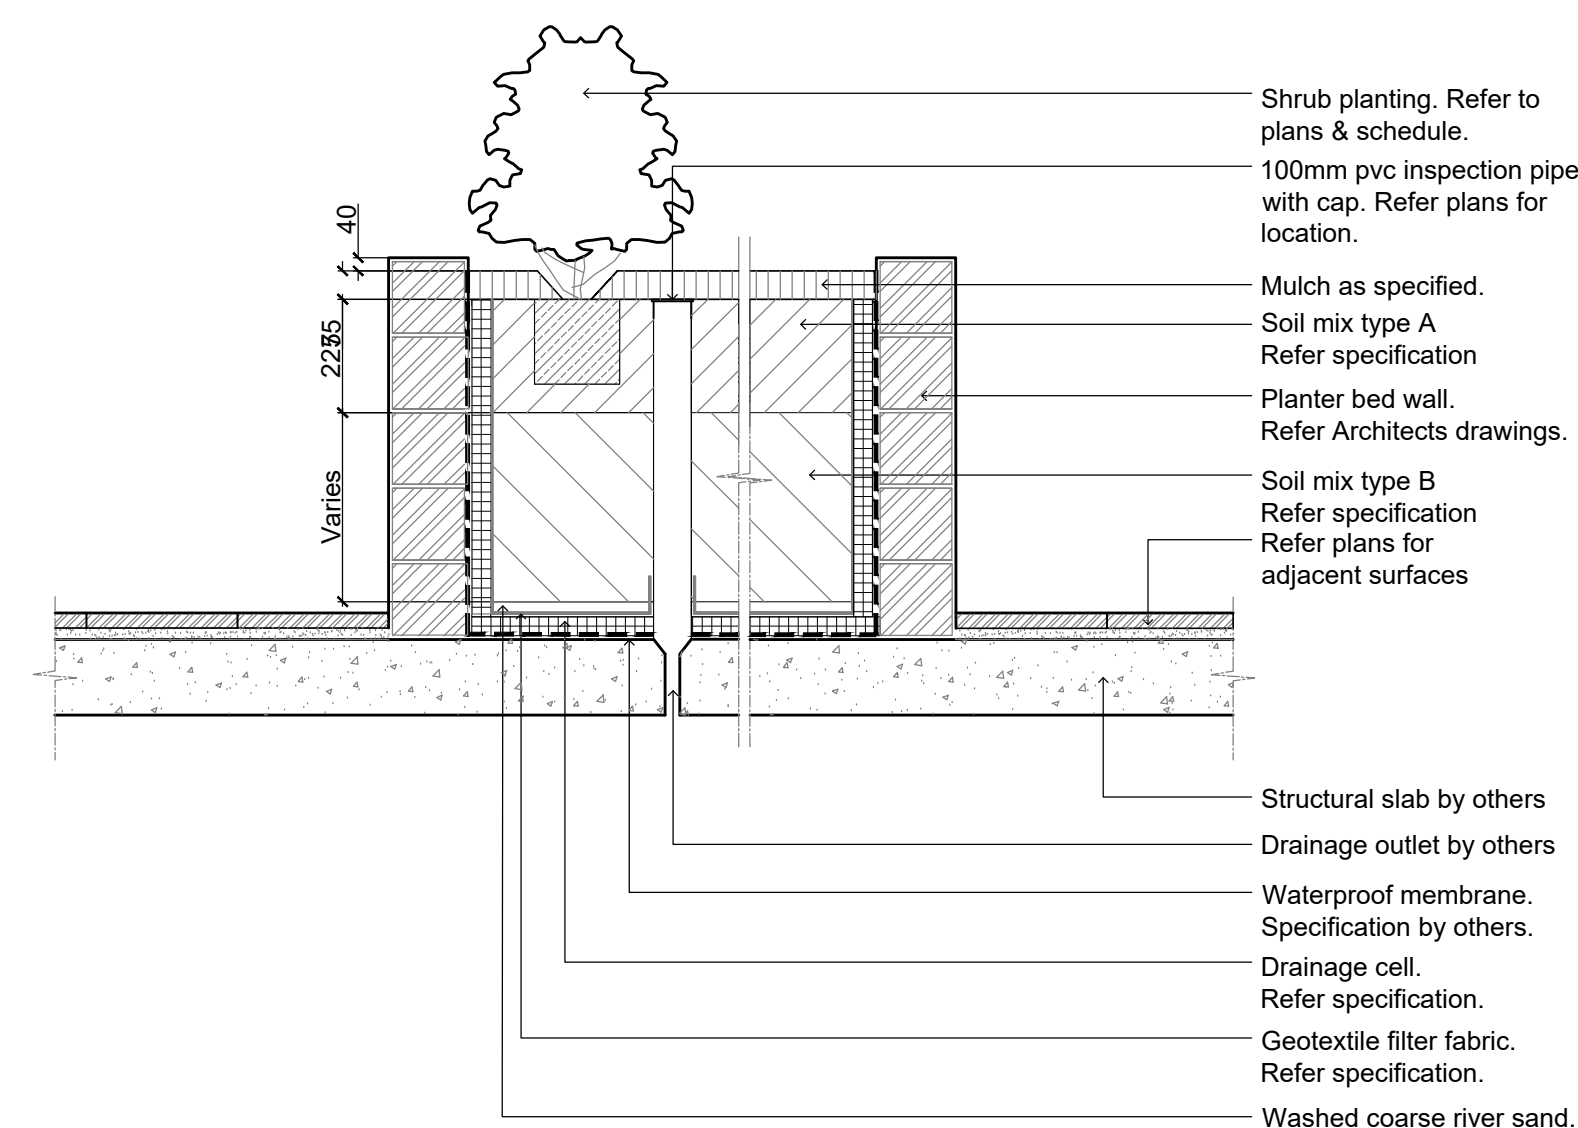 Shrub planting. Refer to
plans & schedule.
100mm pvc inspection pipe
with cap. Refer plans for
location.
40
Mulch as specified.
Soil mix type A
Refer specification
Planter bed wall.
Refer Architects drawings.
Varies
Soil mix type B
Refer specification
Refer plans for
adjacent surfaces
Structural slab by others
Drainage outlet by others
Waterproof membrane.
Specification by others.
Drainage cell.
Refer specification.
Geotextile filter fabric.
Refer specification.
Washed coarse river sand.